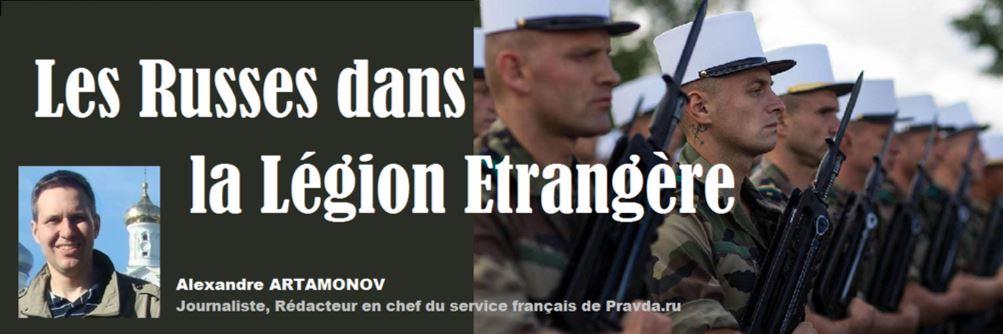 Les Russes dans
la Légion Etrangère
Alexandre ARTAMONOV
Journaliste, Rédacteur en chef du service français de Pravda.ru